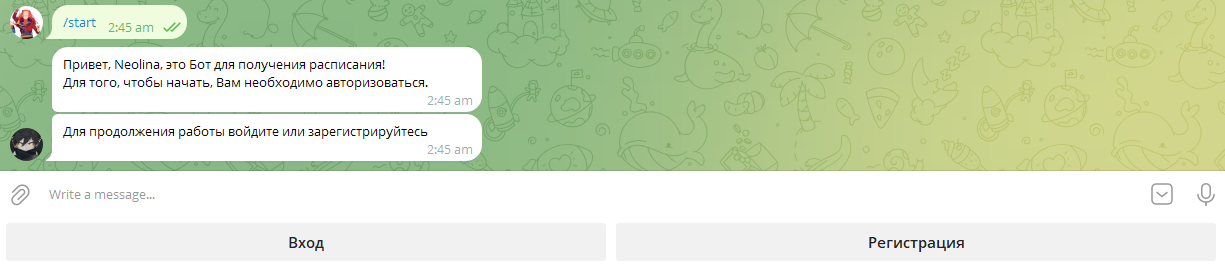 /start
2:45 am
Привет, Neolina, это Бот для получения расписания!
Для того, чтобы начать, Вам необходимо авторизоваться.
2:45 am
Для продолжения работы войдите или зарегистрируйтесь
2:45 am
Write a message...
Вход
Регистрация